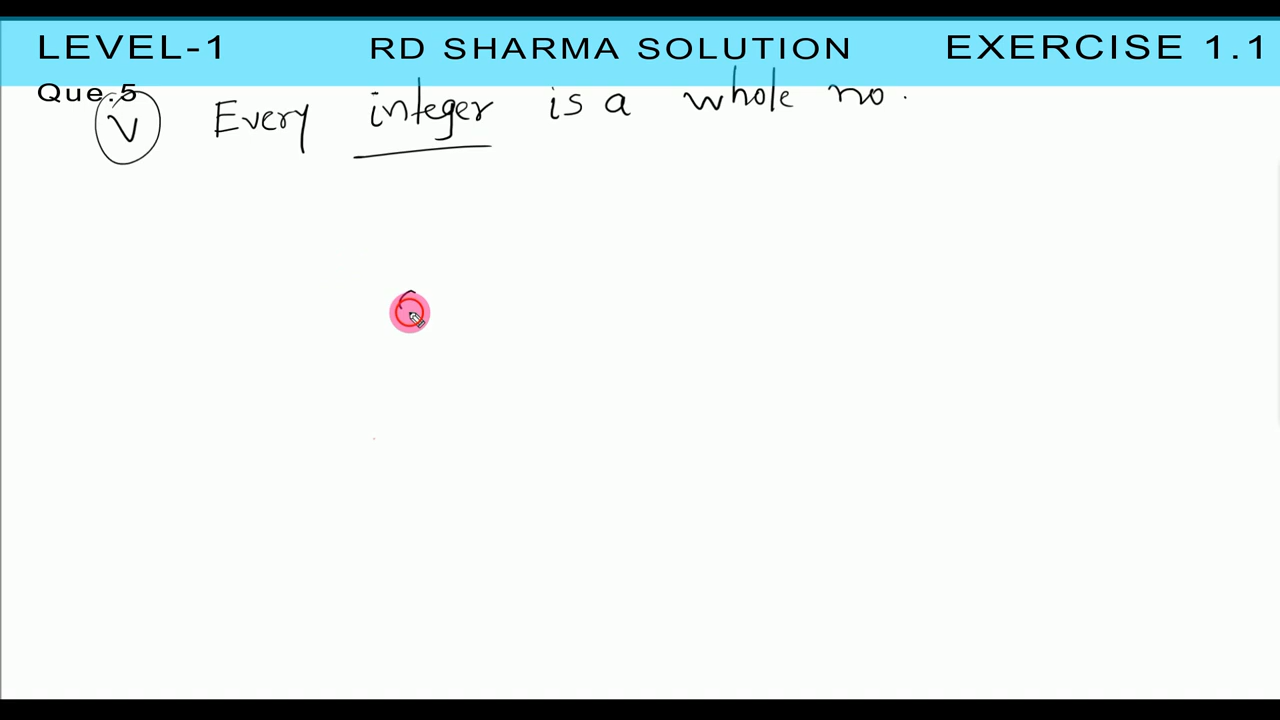 LEVEL-1 RD SHARMA SOLUTION EXERCISE 1.1
Que.5
V Every integer is a whole no.